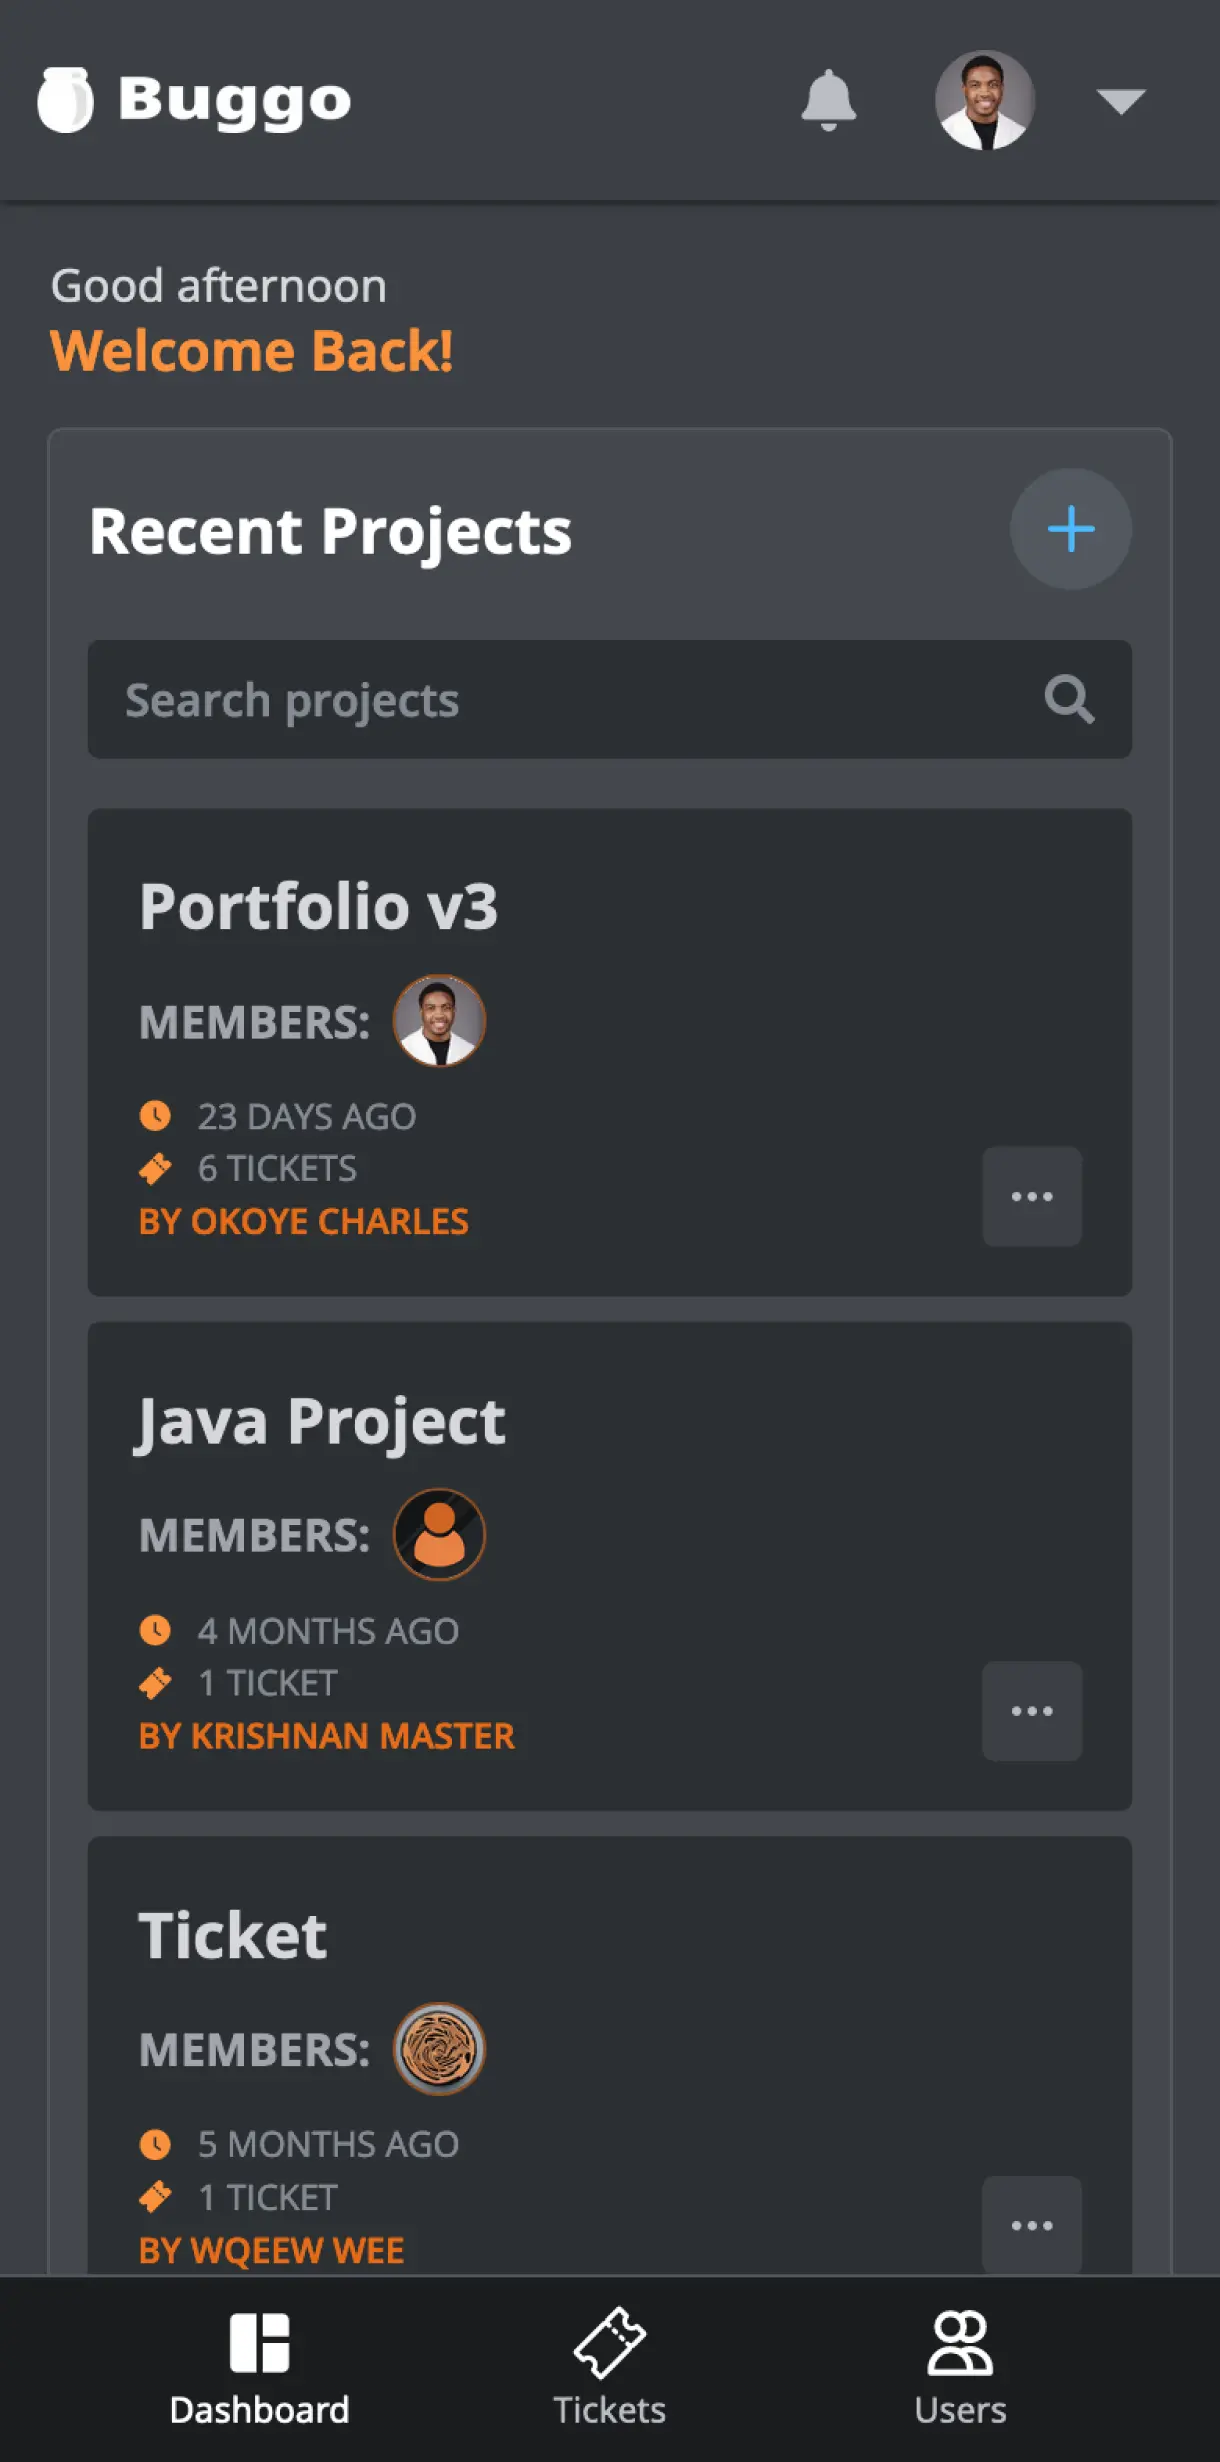 Buggo
Good afternoon
Welcome Back!
Recent Projects
Search projects
Portfolio v3
MEMBERS:
23 DAYS AGO
6 TICKETS
BY OKOYE CHARLES
Java Project
MEMBERS:
4 MONTHS AGO
1 TICKET
BY KRISHNAN MASTER
Ticket
MEMBERS:
5 MONTHS AGO
1 TICKET
BY WQEEW WEE
Dashboard Tickets Users